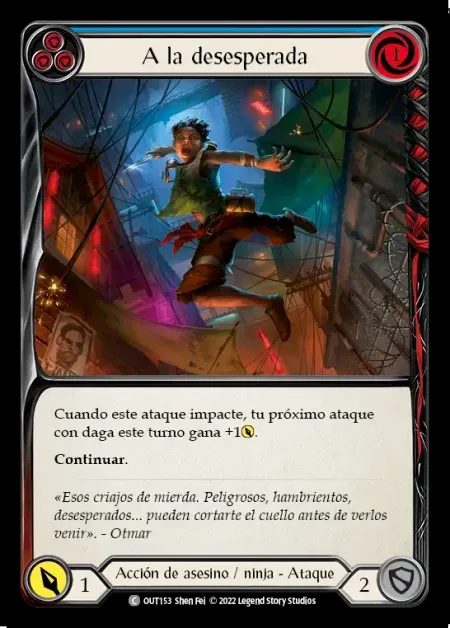 1
A la desesperada
Cuando este ataque impacte, tu próximo ataque
con daga este turno gana +1.
Continuar.
«Esos criajos de mierda. Peligrosos, hambrientos,
desesperados... pueden cortarte el cuello antes de verlos
venir». - Otmar
1
Acción de asesino / ninja - Ataque
2
C OUT153 Shen Fei © 2022 Legend Story Studios